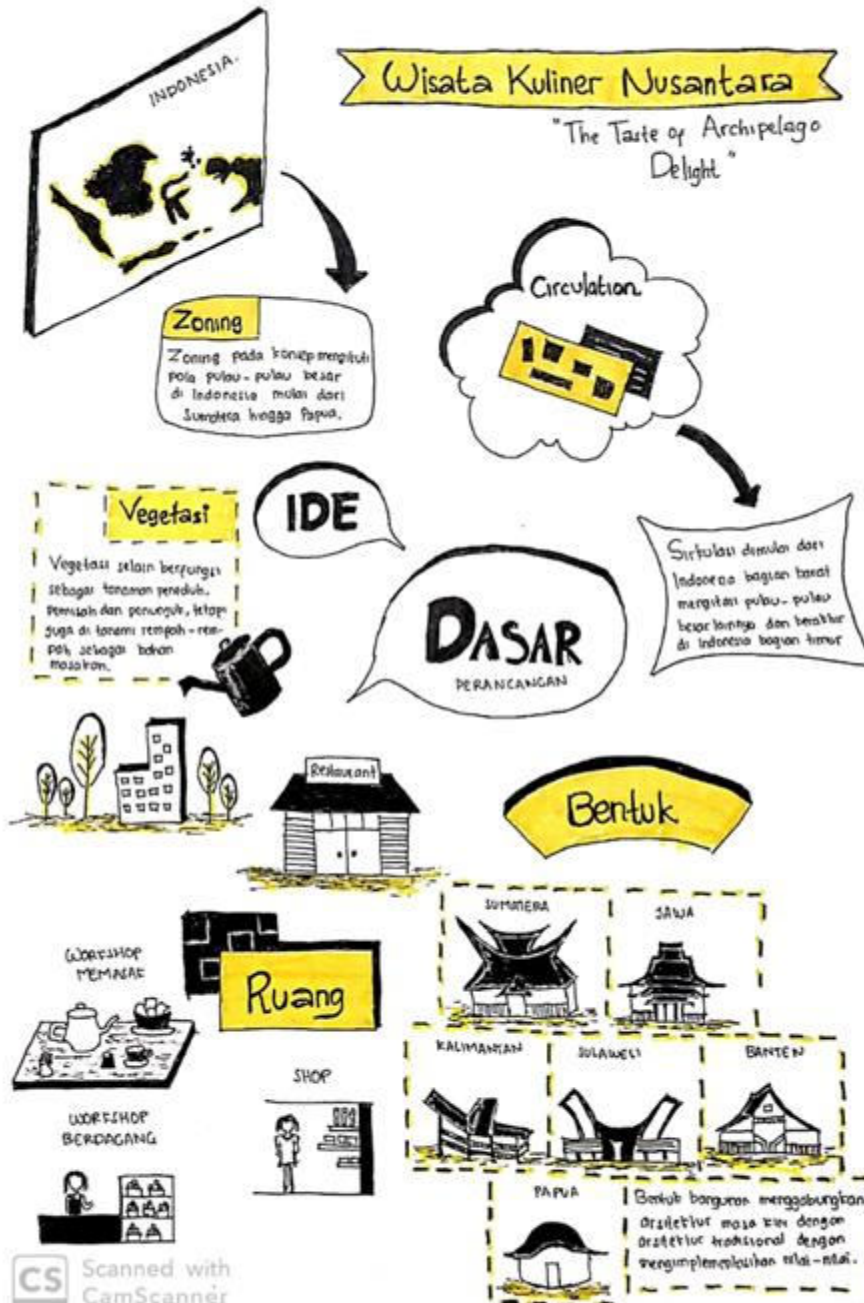 INDONESIA.
Wisata Kuliner Nusantara
"The Taste of Archipelago
Delight"
Zoning
Zoning pada konsep mengikuti
pola pulau-pulau besar
di Indonesia mulai dari
Sumatera hingga Papua.
Circulation
Sirkulasi dimulai dari
Indonesia bagian barat
mengitari pulau-pulau
besar lainnya dan berakhir
di Indonesia bagian timur
Vegetasi
Vegetasi selain berfungsi
sebagai tanaman peneduh,
pemisah dan penunjuk, tetapi
juga di tanami rempah-rem-
pah sebagai bahan
masakan.
IDE
DASAR
PERANCANGAN
Restaurant
Bentuk
SUMATERA
JAWA
KALIMANTAN
SULAWESI
BANTEN
PAPUA
Bentuk bangunan menggabungkan
arsitektur masa kini dengan
arsitektur tradisional dengan
mengimplementasikan nilai-nilai.
Ruang
WORKSHOP
MEMASAK
SHOP
WORKSHOP
BERDAGANG
CS Scanned with
CamScanner